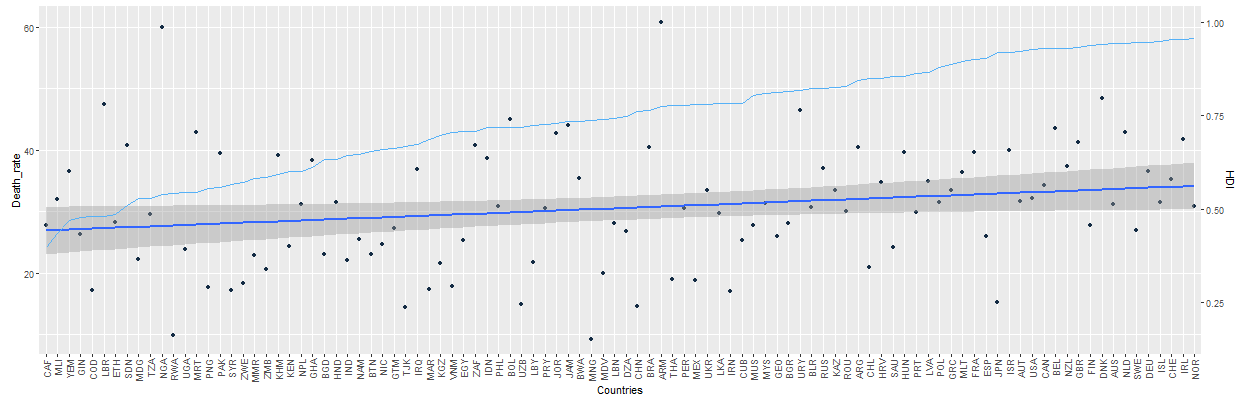 60
40
20
Death_rate
1.00
0.75
0.50
0.25
HDI
CAF MLI YEM GIN COD LBR ETH SDN MDG TZA NGA RWA UGA MRT PNG PAK SYR ZWE MMR ZMB KHM KEN NPL GHA BGD HND IND NAM BTN NIC GTM TJK IRQ MAR KGZ VNM EGY ZAF IDN PHL BOL UZB LBY PRY JOR JAM BWA MNG MDV LBN DZA CHN BRA ARM THA PER MEX UKR LKA IRN CUB MUS MYS GEO BGR URY BLR RUS KAZ ROU ARG CHL HRV SAU HUN PRT LVA POL GRC MLT FRA ESP JPN ISR AUT USA CAN BEL NZL GBR FIN DNK AUS NLD SWE DEU ISL CHE IRL NOR
Countries